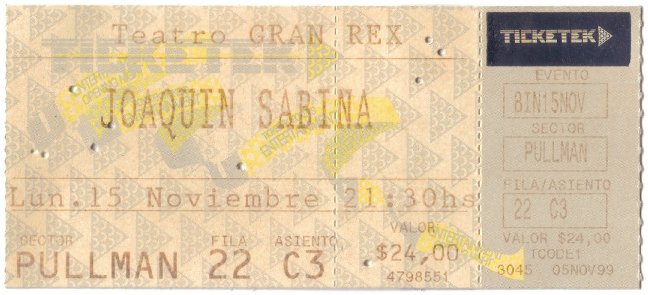 Teatro GRAN REX
JOAQUIN SABINA
Lun.15 Noviembre 21:30hs
SECTOR FILA ASIENTO VALOR
PULLMAN 22 C3 $24,00
4798551
TICKETEK
EVENTO
BIN15NOV
SECTOR
PULLMAN
FILA/ASIENTO
22 C3
VALOR $24,00
TCODE1
3045 05NOV99